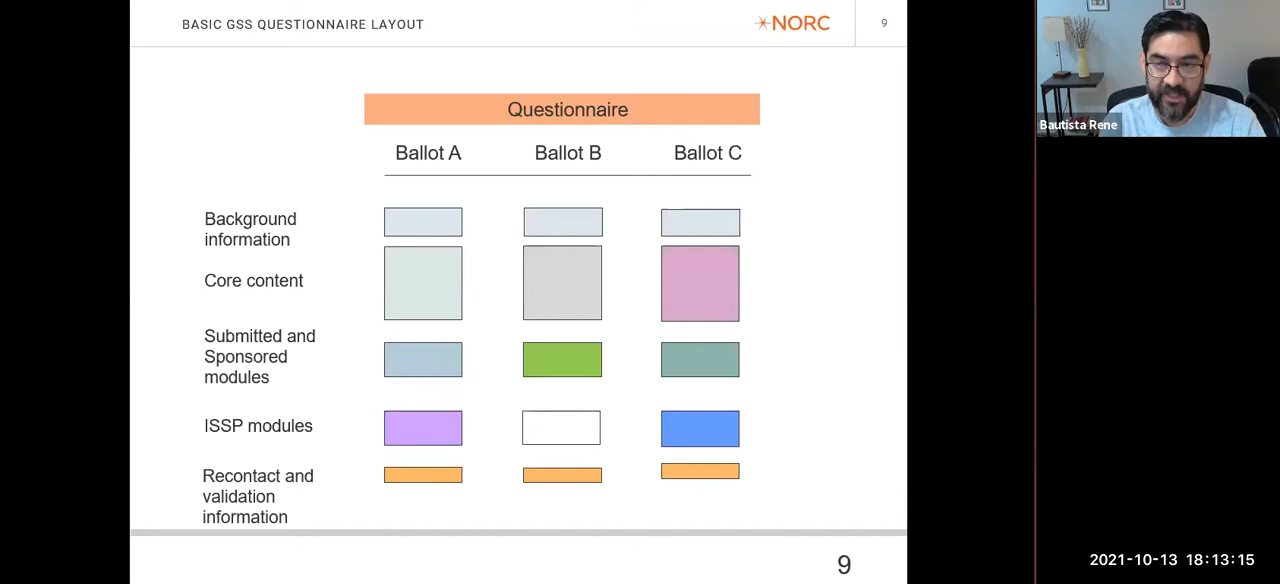 BASIC GSS QUESTIONNAIRE LAYOUT
NORC
9
Questionnaire
Ballot A Ballot B Ballot C
Background
information
Core content
Submitted and
Sponsored
modules
ISSP modules
Recontact and
validation
information
9
Bautista Rene
2021-10-13 18:13:15